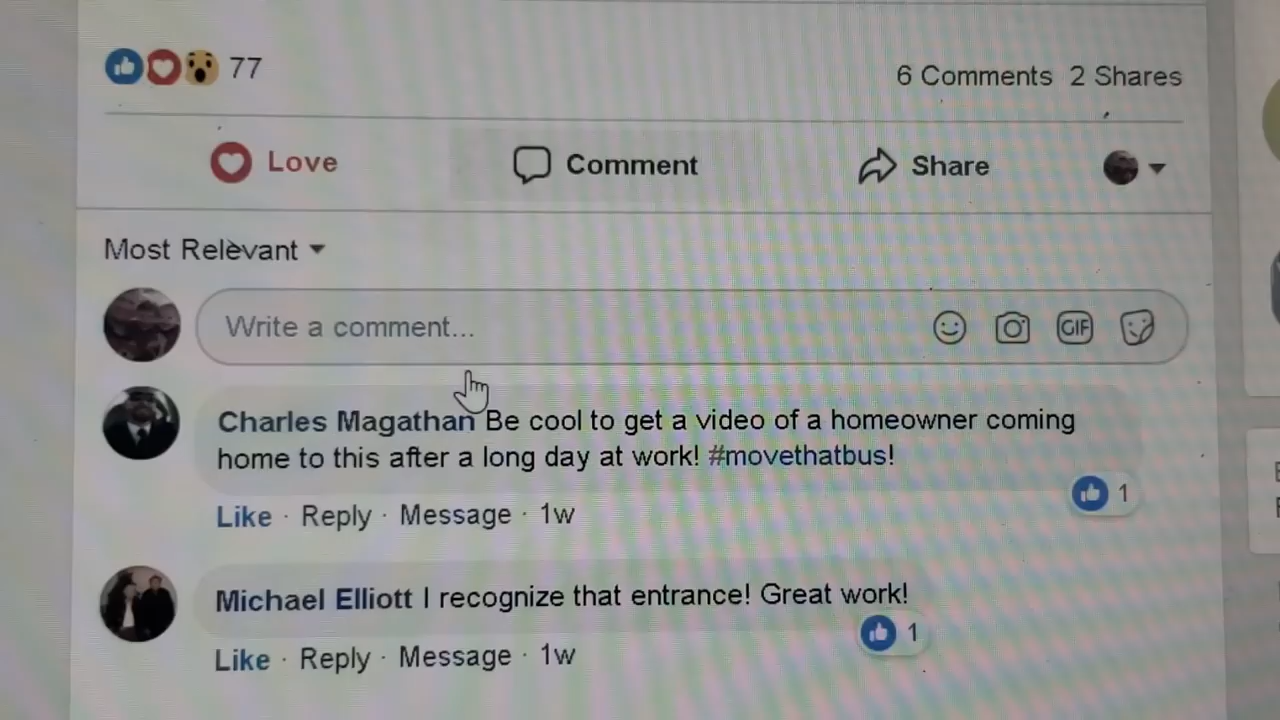 77
6 Comments 2 Shares
Love
Comment
Share
Most Relevant
Write a comment...
GIF
Charles Magathan Be cool to get a video of a homeowner coming
home to this after a long day at work! #movethatbus!
1
Like · Reply · Message · 1w
Michael Elliott I recognize that entrance! Great work!
1
Like · Reply · Message · 1w